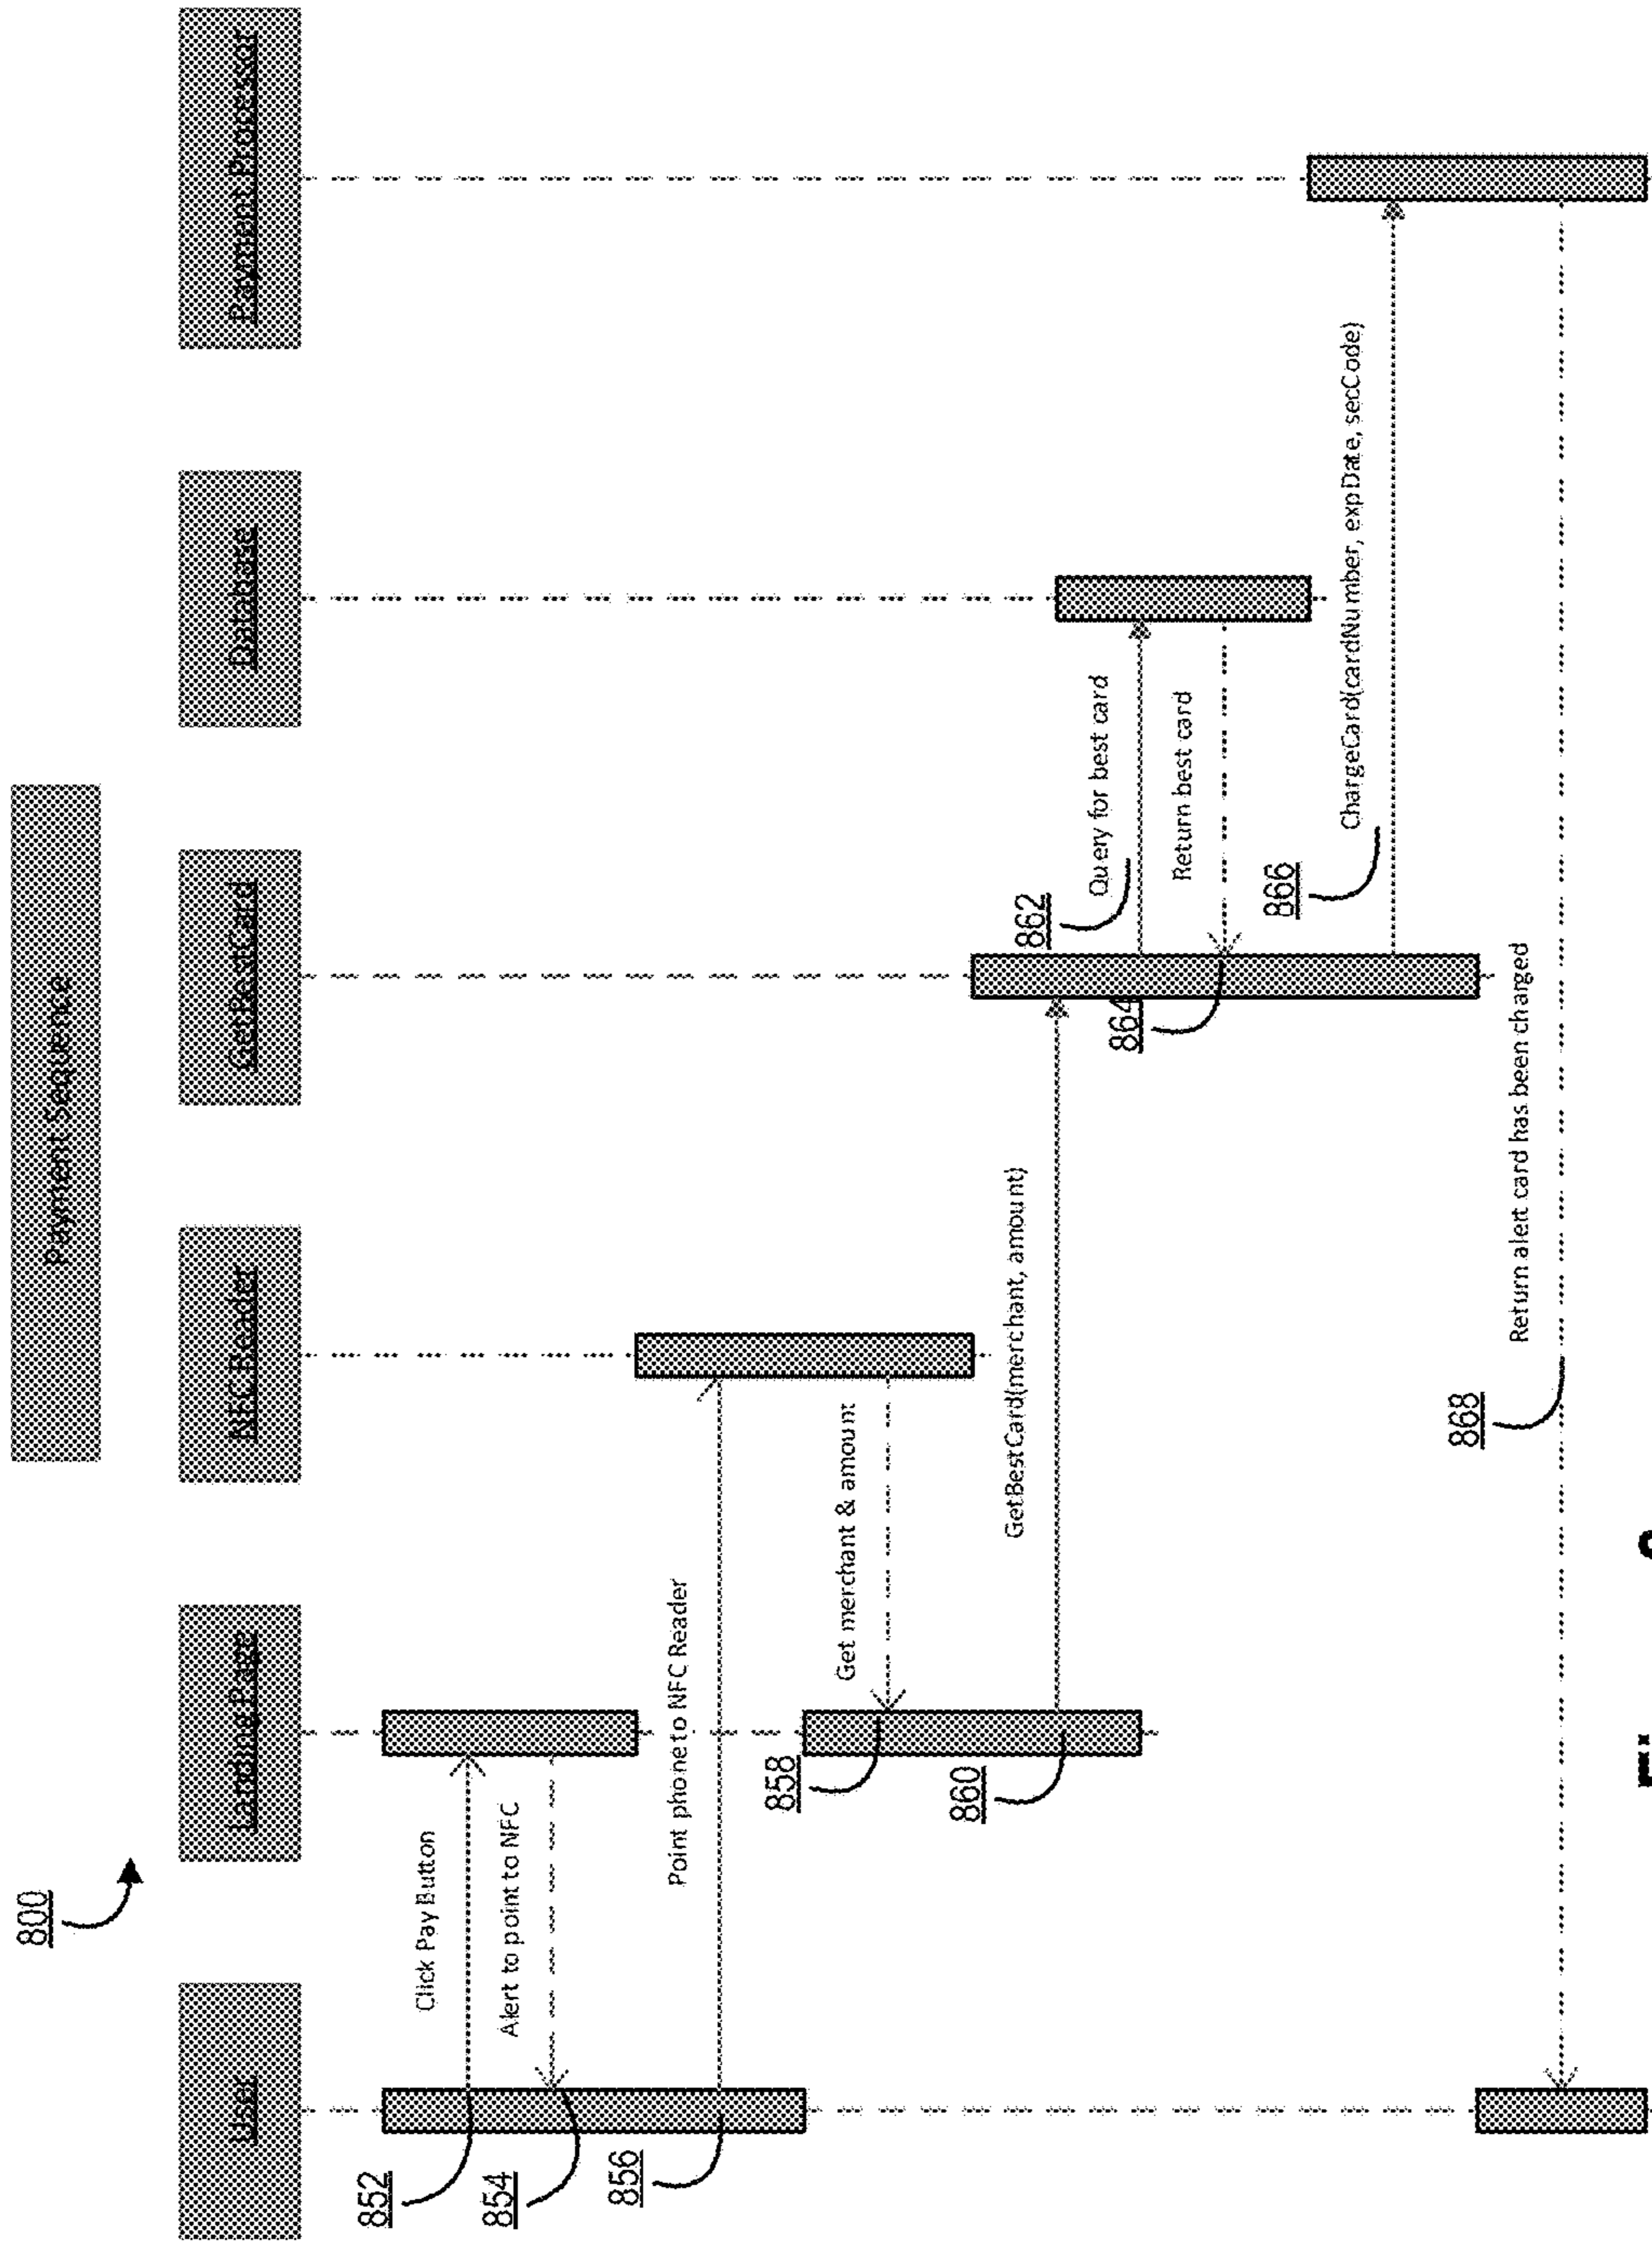 800
Payment Sequence
User
Landing Page
NFC Reader
GetBestCard
Database
Payment Processor
852
Click Pay Button
854
Alert to point to NFC
856
Point phone to NFC Reader
858
Get merchant & amount
860
GetBestCard(merchant, amount)
862
Query for best card
864
Return best card
866
ChargeCard(cardNumber, expDate, secCode)
868
Return alert card has been charged